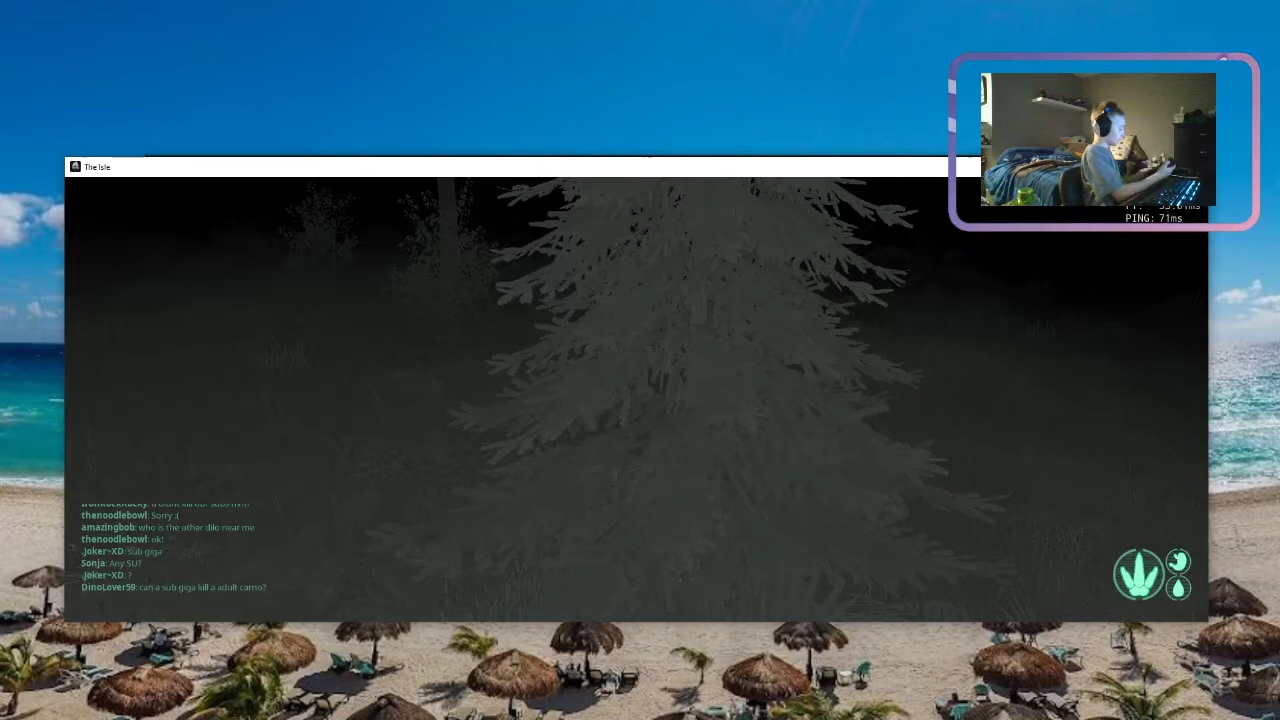 The Isle
PING: 71ms
thenoodlebowl: Sorry :(
amazingbob: who is the other dilo near me
thenoodlebowl: ok!
.Joker~XD: sub giga
Sonja: Any SU?
.Joker~XD: ?
DinoLover59: can a sub giga kill a adult carno?